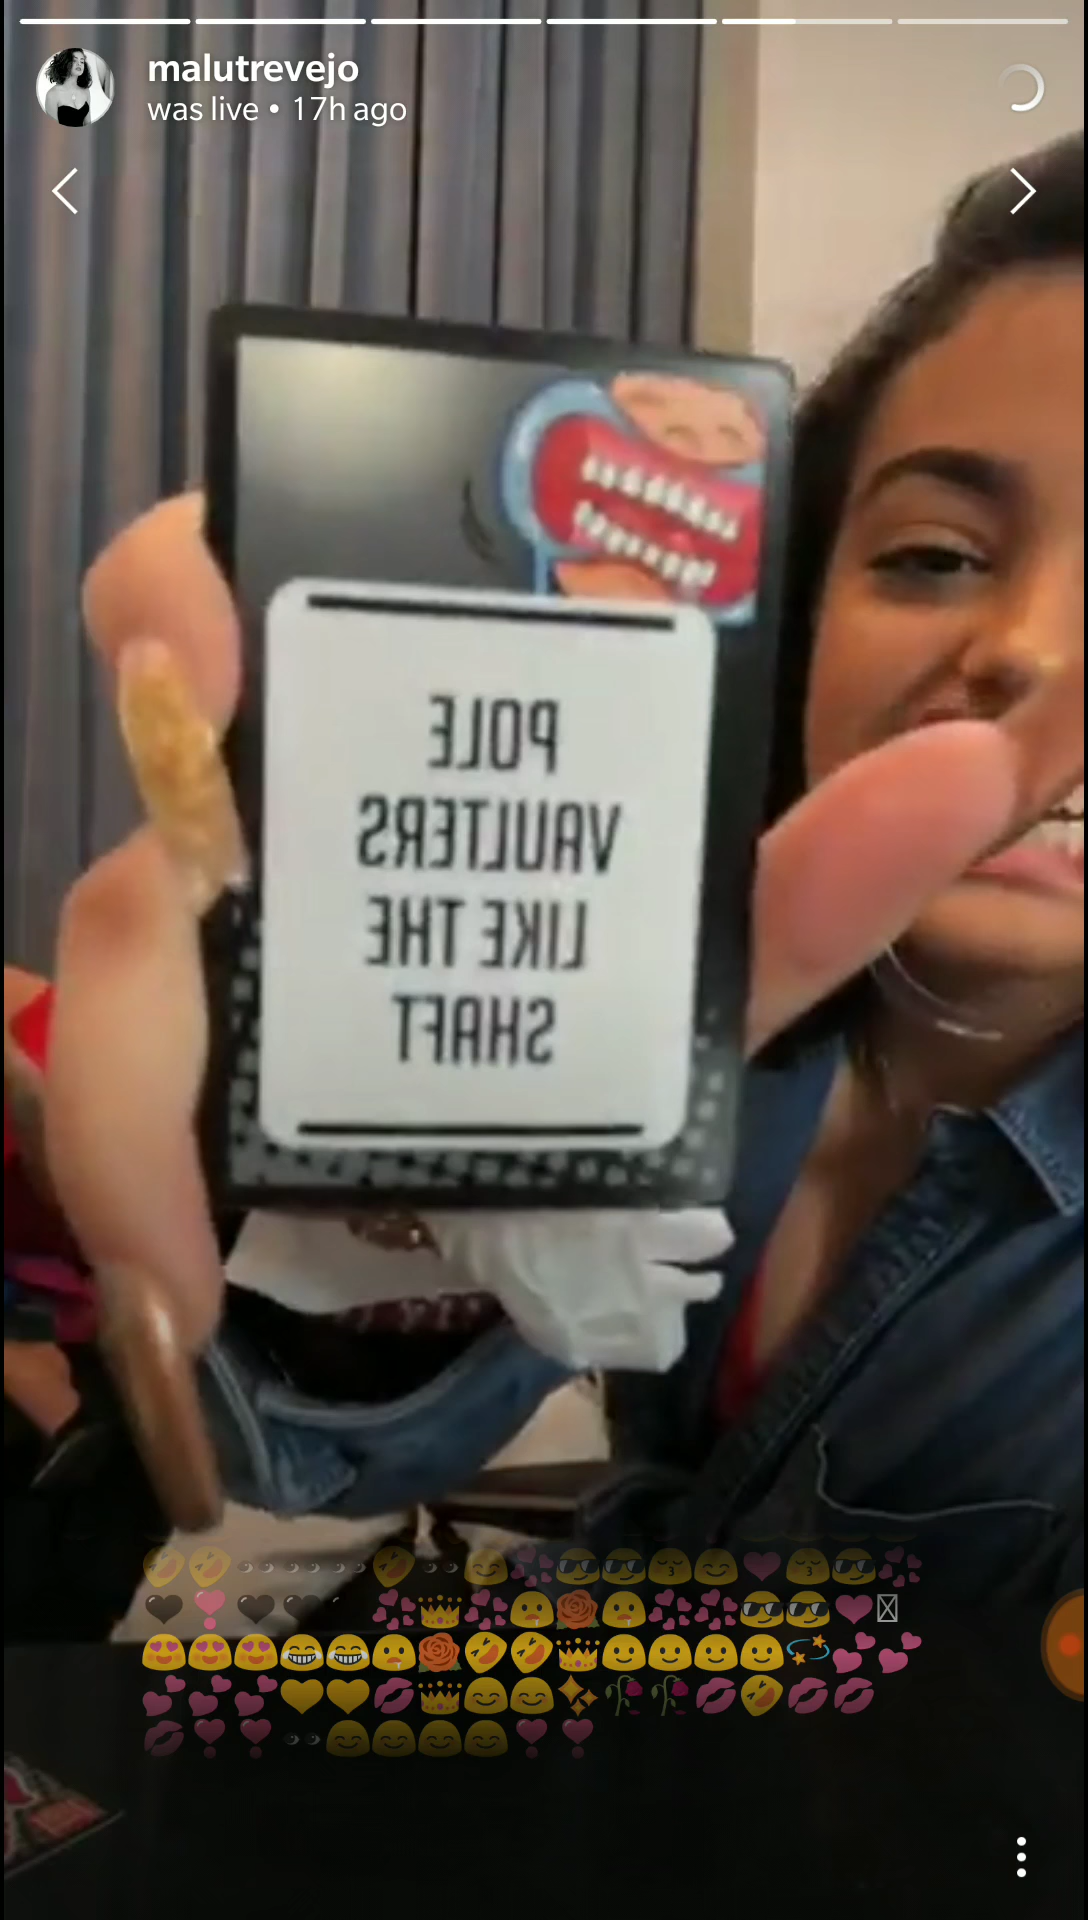 malutrevejo
was live • 17h ago
POLE
VAULTERS
LIKE THE
SHAFT